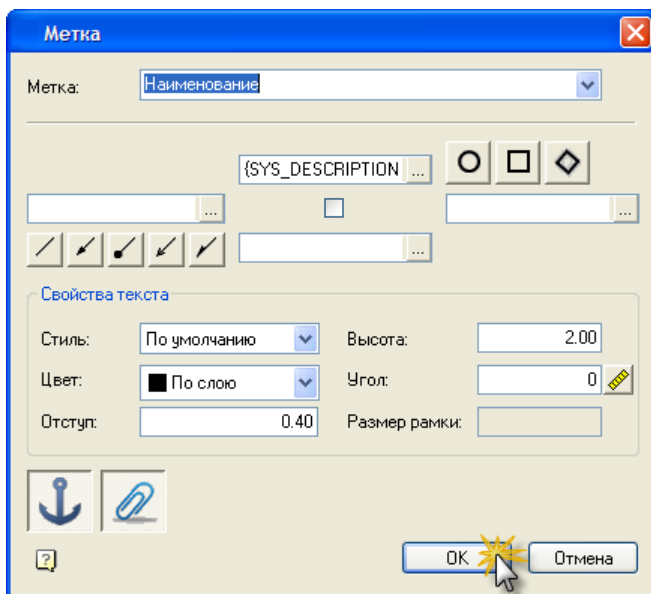 Метка
Метка: Наименование
{SYS_DESCRIPTION ...
... ...
...
Свойства текста
Стиль: По умолчанию Высота: 2.00
Цвет: По слою Угол: 0
Отступ: 0.40 Размер рамки:
? OK Отмена